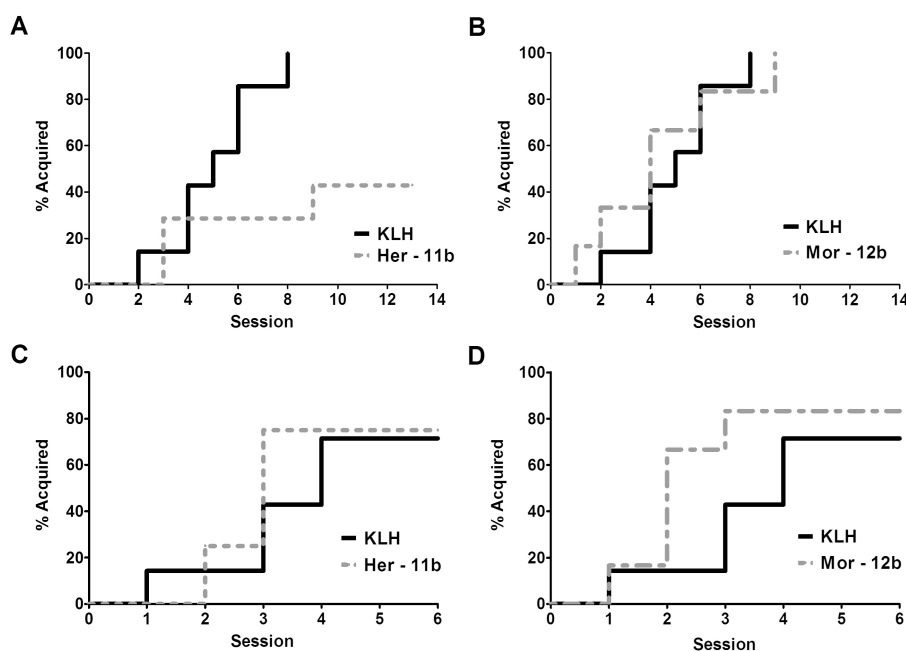 A
B
% Acquired
100
80
60
40
20
0
KLH
Her - 11b
0 2 4 6 8 10 12 14
Session
% Acquired
100
80
60
40
20
0
KLH
Mor - 12b
0 2 4 6 8 10 12 14
Session
C
D
% Acquired
100
80
60
40
20
0
KLH
Her - 11b
0 1 2 3 4 5 6
Session
% Acquired
100
80
60
40
20
0
KLH
Mor - 12b
0 1 2 3 4 5 6
Session